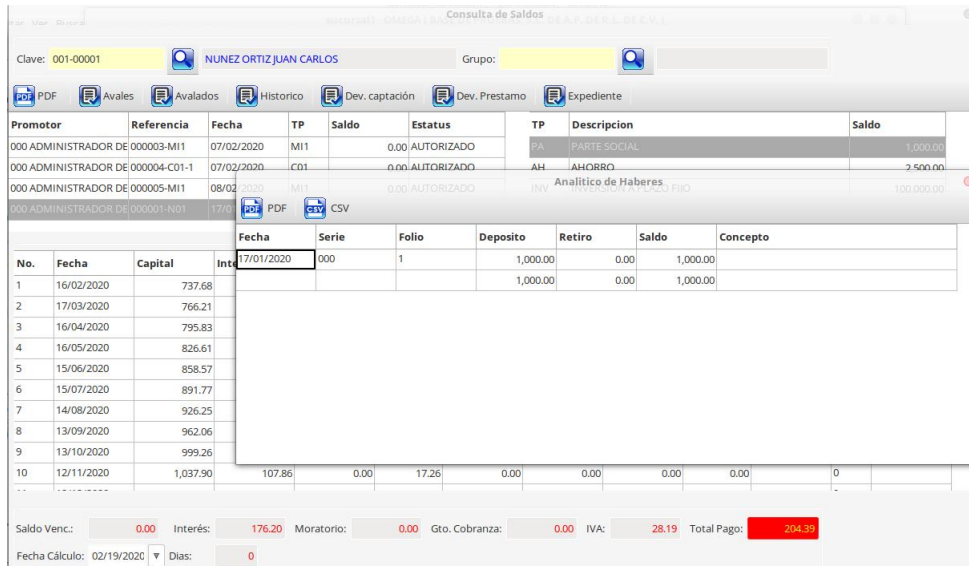 Consulta de Saldos
Clave: 001-00001 NUNEZ ORTIZ JUAN CARLOS Grupo:
PDF Avales Avalados Historico Dev. captación Dev. Prestamo Expediente
Promotor Referencia Fecha TP Saldo Estatus
000 ADMINISTRADOR DE 000003-MI1 07/02/2020 MI1 0.00 AUTORIZADO
000 ADMINISTRADOR DE 000004-C01-1 07/02/2020 C01 0.00 AUTORIZADO
000 ADMINISTRADOR DE 000005-MI1 08/02/2020 MI1 0.00 AUTORIZADO
000 ADMINISTRADOR DE 000001-N01 17/01
TP Descripcion Saldo
PA PARTE SOCIAL 1,000.00
AH AHORRO 2,500.00
INV INVERSION A PLAZO FIJO 100,000.00
Analitico de Haberes
PDF CSV
Fecha Serie Folio Deposito Retiro Saldo Concepto
17/01/2020 000 1 1,000.00 0.00 1,000.00
1,000.00 0.00 1,000.00
No. Fecha Capital Inte
1 16/02/2020 737.68
2 17/03/2020 766.21
3 16/04/2020 795.83
4 16/05/2020 826.61
5 15/06/2020 858.57
6 15/07/2020 891.77
7 14/08/2020 926.25
8 13/09/2020 962.06
9 13/10/2020 999.26
10 12/11/2020 1,037.90 107.86 0.00 17.26 0.00 0.00 0.00 0.00 0
Saldo Venc.: 0.00 Interés: 176.20 Moratorio: 0.00 Gto. Cobranza: 0.00 IVA: 28.19 Total Pago: 204.39
Fecha Cálculo: 02/19/2020 Dias: 0